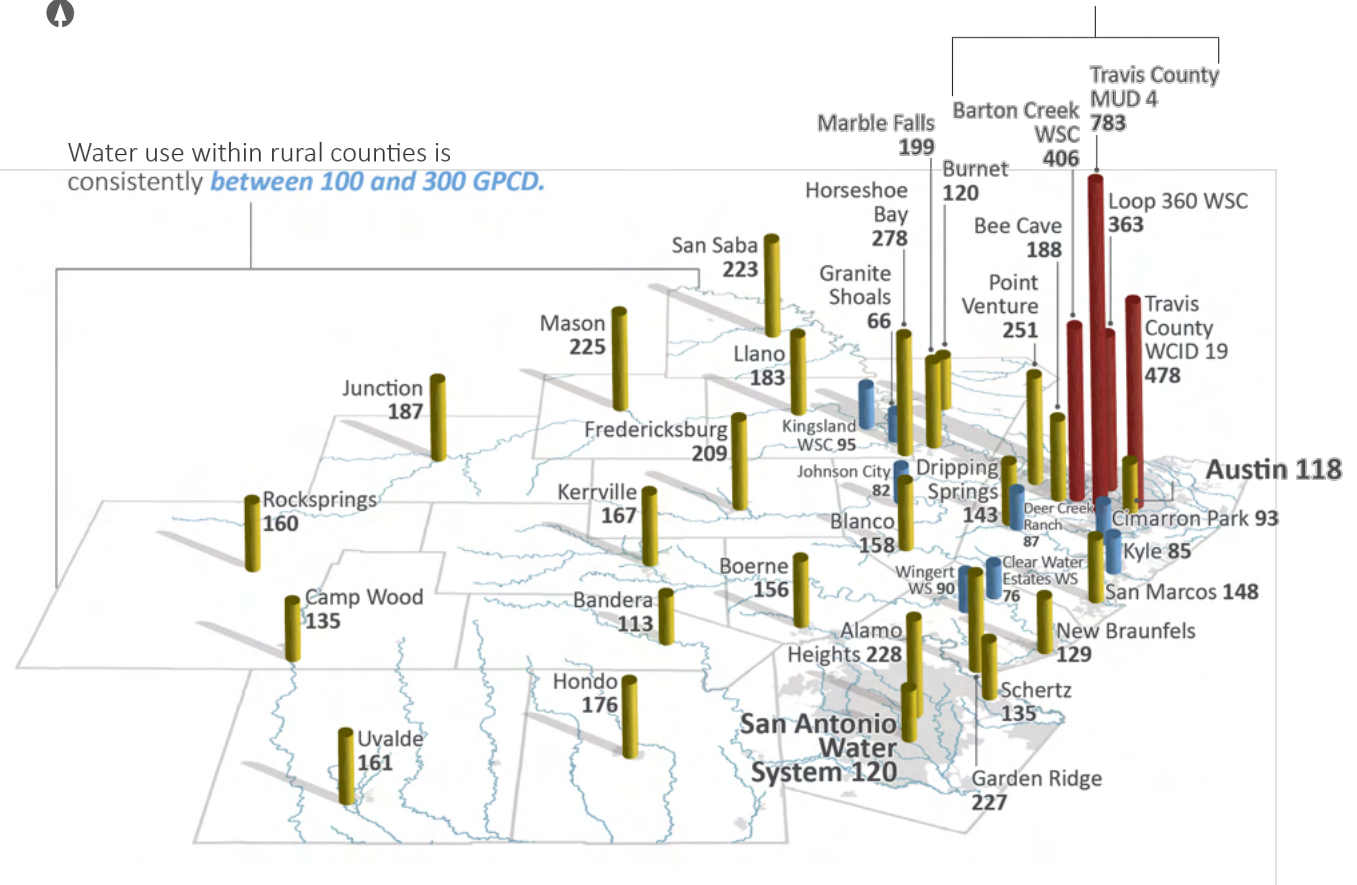 Travis County
MUD 4
783
Barton Creek
WSC
406
Marble Falls
199
Water use within rural counties is
consistently between 100 and 300 GPCD.
Burnet
120
Horseshoe
Bay
278
Loop 360 WSC
363
Bee Cave
188
San Saba
223
Granite
Shoals
66
Point
Venture
251
Travis
County
WCID 19
478
Mason
225
Llano
183
Junction
187
Fredericksburg
209
Kingsland
WSC 95
Johnson City
82
Dripping
Springs
143
Austin 118
Rocksprings
160
Kerrville
167
Blanco
158
Deer Creek
Ranch
87
Cimarron Park 93
Kyle 85
Boerne
156
Wingert
WS 90
Clear Water
Estates WS
76
San Marcos 148
Camp Wood
135
Bandera
113
Alamo
Heights 228
New Braunfels
129
Hondo
176
Schertz
135
San Antonio
Water
System 120
Uvalde
161
Garden Ridge
227